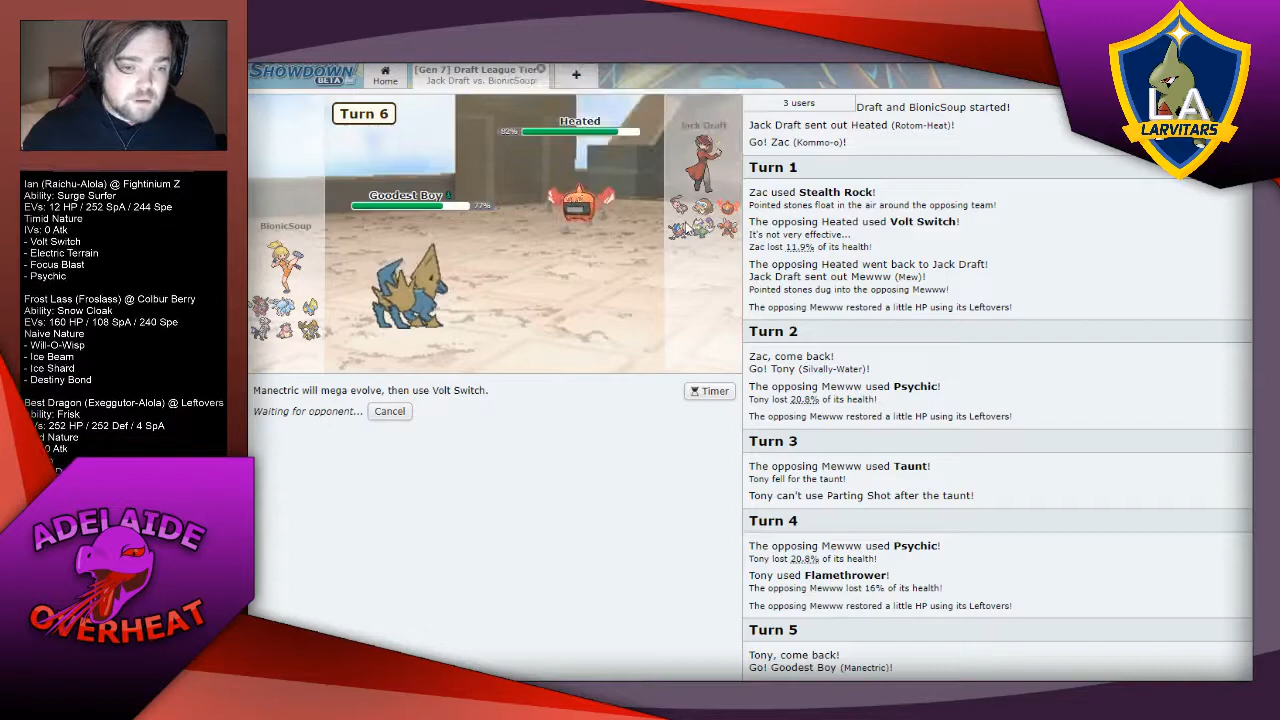 SHOWDOWN
BETA
Home
[Gen 7] Draft League Tier
Jack Draft vs. BionicSoup
+
LA
LARVITARS
Turn 6
Heated
82%
Goodest Boy
77%
Jack Draft
BionicSoup
Manectric will mega evolve, then use Volt Switch.
Timer
Waiting for opponent...
Cancel
3 users
Draft and BionicSoup started!
Jack Draft sent out Heated (Rotom-Heat)!
Go! Zac (Kommo-o)!
Turn 1
Zac used Stealth Rock!
Pointed stones float in the air around the opposing team!
The opposing Heated used Volt Switch!
It's not very effective...
Zac lost 11.9% of its health!
The opposing Heated went back to Jack Draft!
Jack Draft sent out Mewww (Mew)!
Pointed stones dug into the opposing Mewww!
The opposing Mewww restored a little HP using its Leftovers!
Turn 2
Zac, come back!
Go! Tony (Silvally-Water)!
The opposing Mewww used Psychic!
Tony lost 20.8% of its health!
The opposing Mewww restored a little HP using its Leftovers!
Turn 3
The opposing Mewww used Taunt!
Tony fell for the taunt!
Tony can't use Parting Shot after the taunt!
Turn 4
The opposing Mewww used Psychic!
Tony lost 20.8% of its health!
Tony used Flamethrower!
The opposing Mewww lost 16% of its health!
The opposing Mewww restored a little HP using its Leftovers!
Turn 5
Tony, come back!
Go! Goodest Boy (Manectric)!
Ian (Raichu-Alola) @ Fightinium Z
Ability: Surge Surfer
EVs: 12 HP / 252 SpA / 244 Spe
Timid Nature
IVs: 0 Atk
- Volt Switch
- Electric Terrain
- Focus Blast
- Psychic
Frost Lass (Froslass) @ Colbur Berry
Ability: Snow Cloak
EVs: 160 HP / 108 SpA / 240 Spe
Naive Nature
- Will-O-Wisp
- Ice Beam
- Ice Shard
- Destiny Bond
Best Dragon (Exeggutor-Alola) @ Leftovers
Ability: Frisk
Vs: 252 HP / 252 Def / 4 SpA
d Nature
0 Atk
ADELAIDE
OVERHEAT